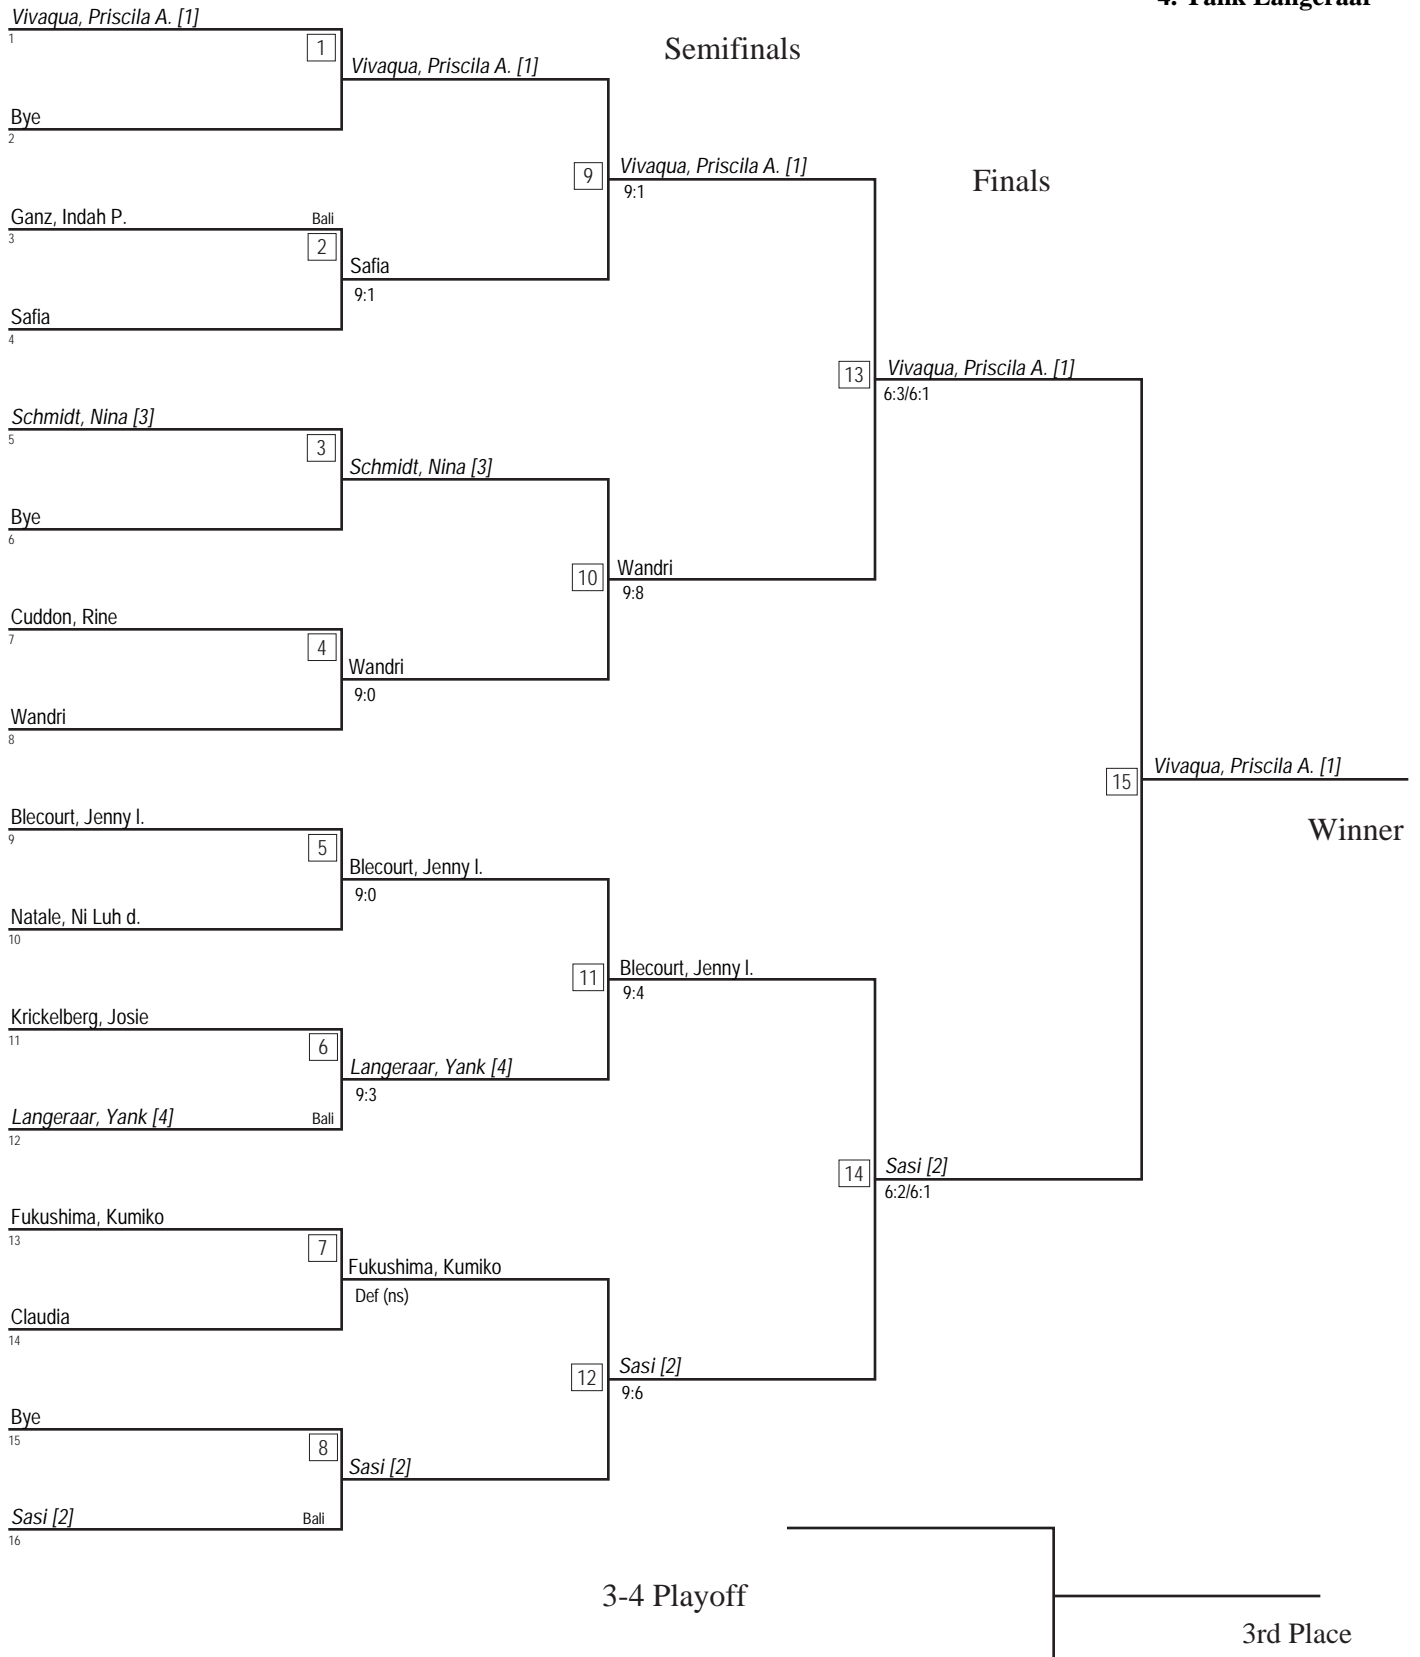 4. Yank Langeraar
Vivaqua, Priscila A. [1]
1
1
Vivaqua, Priscila A. [1]
Semifinals
Bye
2
9
Vivaqua, Priscila A. [1]
9:1
Finals
Ganz, Indah P. Bali
3
2
Safia
9:1
Safia
4
13
Vivaqua, Priscila A. [1]
6:3/6:1
Schmidt, Nina [3]
5
3
Schmidt, Nina [3]
Bye
6
10
Wandri
9:8
Cuddon, Rine
7
4
Wandri
9:0
Wandri
8
15
Vivaqua, Priscila A. [1]
Winner
Blecourt, Jenny I.
9
5
Blecourt, Jenny I.
9:0
Natale, Ni Luh d.
10
11
Blecourt, Jenny I.
9:4
Krickelberg, Josie
11
6
Langeraar, Yank [4]
9:3
Langeraar, Yank [4] Bali
12
14
Sasi [2]
6:2/6:1
Fukushima, Kumiko
13
7
Fukushima, Kumiko
Def (ns)
Claudia
14
12
Sasi [2]
9:6
Bye
15
8
Sasi [2]
Sasi [2] Bali
16
3-4 Playoff
3rd Place